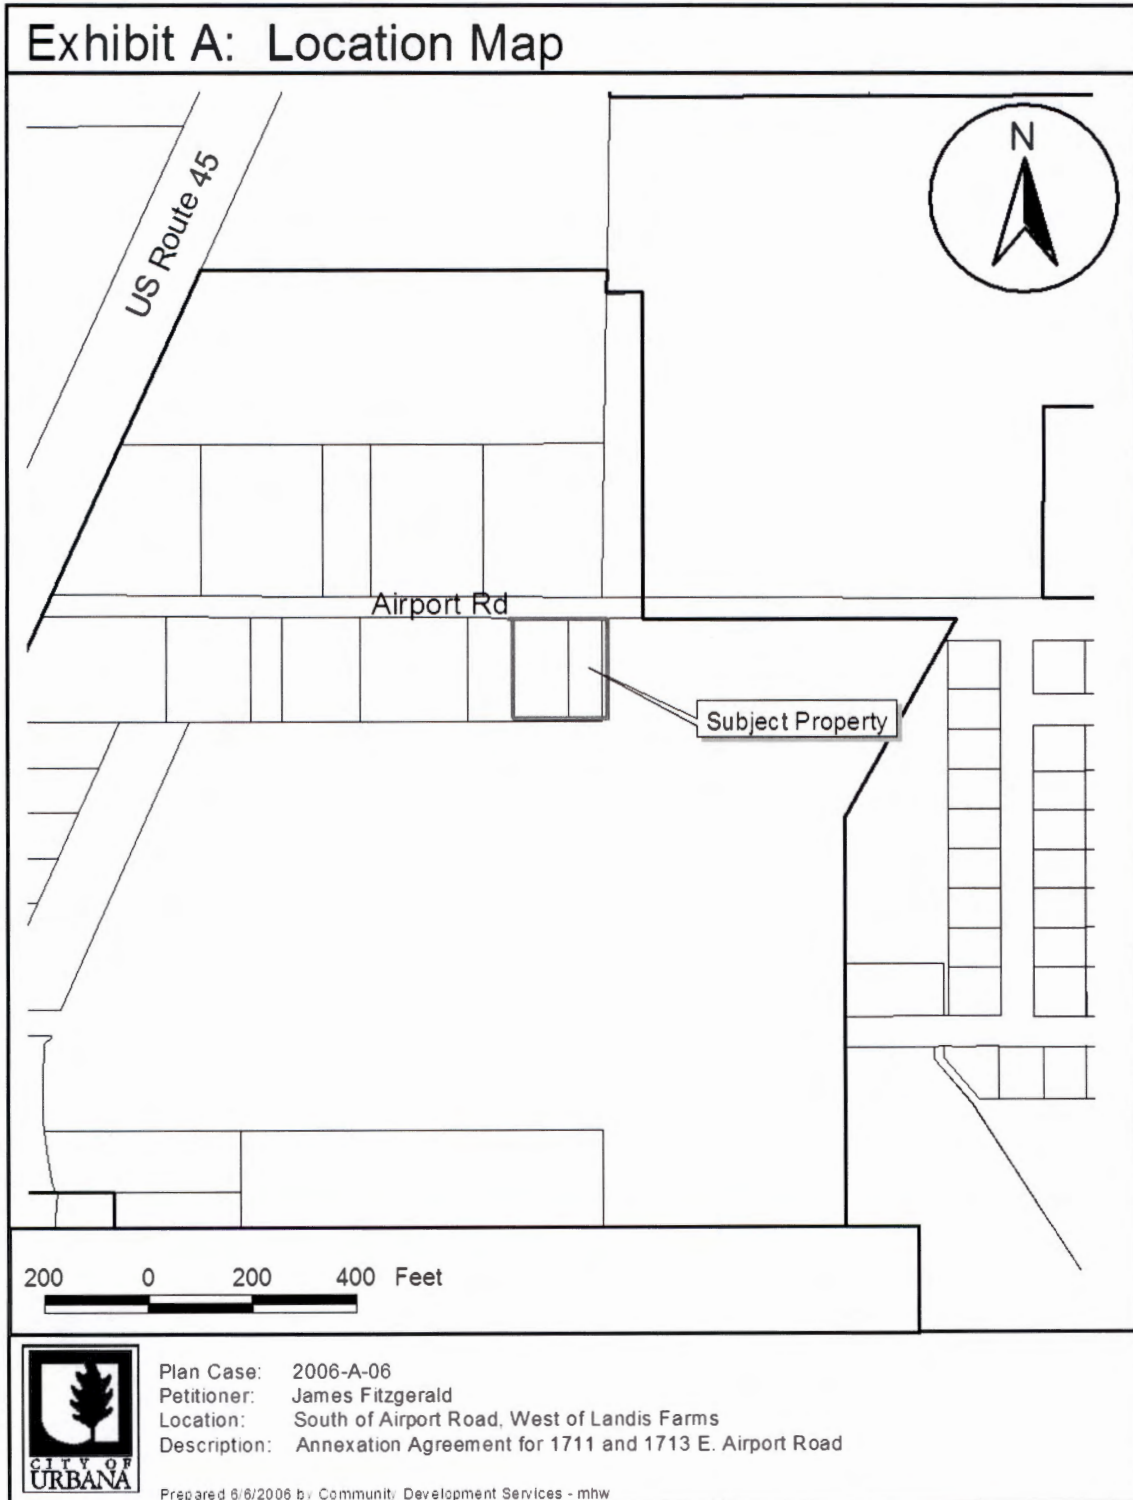 Exhibit A: Location Map
N
US Route 45
Airport Rd
Subject Property
200 0 200 400 Feet
CITY OF
URBANA
Plan Case: 2006-A-06
Petitioner: James Fitzgerald
Location: South of Airport Road, West of Landis Farms
Description: Annexation Agreement for 1711 and 1713 E. Airport Road
Prepared 6/6/2006 by Community Development Services - mhw